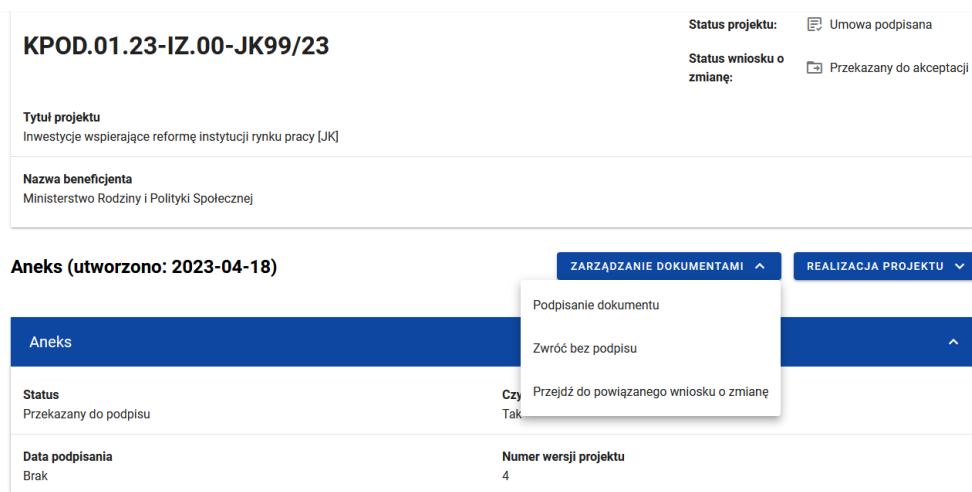 KPOD.01.23-IZ.00-JK99/23
Status projektu:
Umowa podpisana
Status wniosku o
zmianę:
Przekazany do akceptacji
Tytuł projektu
Inwestycje wspierające reformę instytucji rynku pracy [JK]
Nazwa beneficjenta
Ministerstwo Rodziny i Polityki Społecznej
Aneks (utworzono: 2023-04-18)
ZARZĄDZANIE DOKUMENTAMI
REALIZACJA PROJEKTU
Podpisanie dokumentu
Zwróć bez podpisu
Przejdź do powiązanego wniosku o zmianę
Aneks
Status
Przekazany do podpisu
Czy
Tak
Data podpisania
Brak
Numer wersji projektu
4